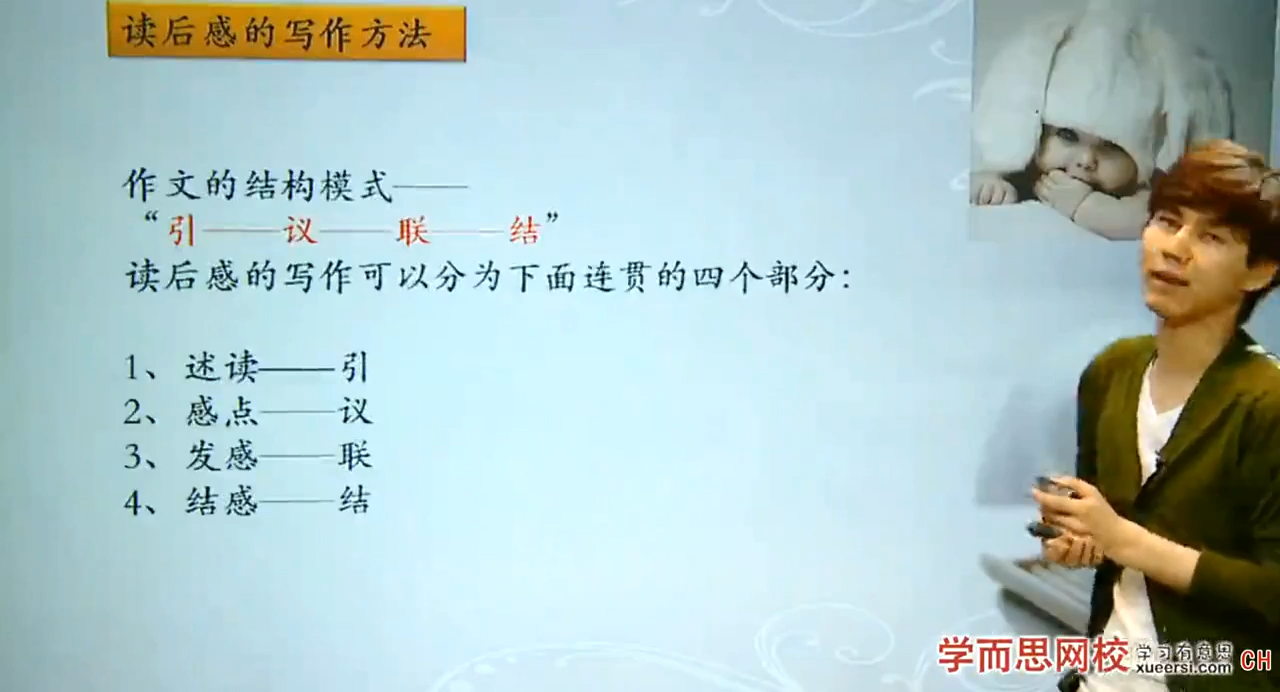 读后感的写作方法
作文的结构模式——
“引——议——联——结”
读后感的写作可以分为下面连贯的四个部分：
1、述读——引
2、感点——议
3、发感——联
4、结感——结
学而思网校
学习有意思
xueersi.com
CH